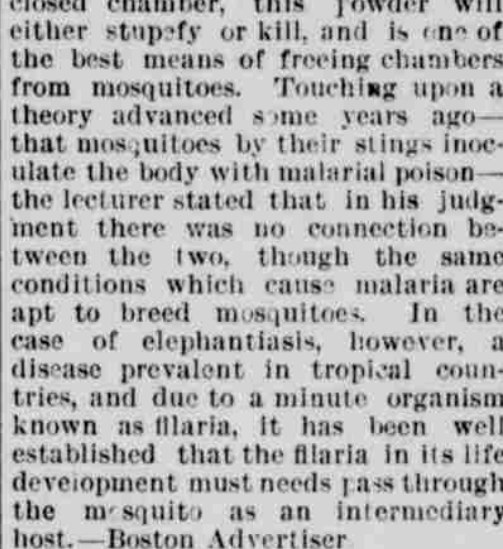 closed chamber, this powder will
either stupefy or kill, and is one of
the best means of freeing chambers
from mosquitoes. Touching upon a
theory advanced some years ago—
that mosquitoes by their stings inoc-
ulate the body with malarial poison—
the lecturer stated that in his judg-
ment there was no connection be-
tween the two, though the same
conditions which cause malaria are
apt to breed mosquitoes. In the
case of elephantiasis, however, a
disease prevalent in tropical coun-
tries, and due to a minute organism
known as filaria, it has been well
established that the filaria in its life
development must needs pass through
the mosquito as an intermediary
host.—Boston Advertiser